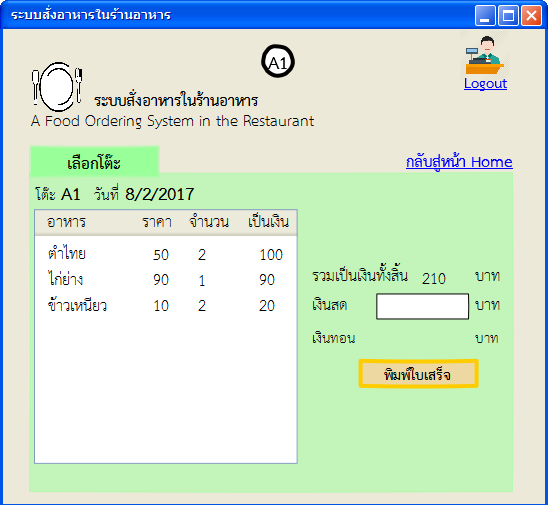 ระบบสั่งอาหารในร้านอาหาร
A1
Logout
ระบบสั่งอาหารในร้านอาหาร
A Food Ordering System in the Restaurant
เลือกโต๊ะ
กลับสู่หน้า Home
โต๊ะ A1 วันที่ 8/2/2017
อาหาร ราคา จำนวน เป็นเงิน
ตำไทย 50 2 100
ไก่ย่าง 90 1 90
ข้าวเหนียว 10 2 20
รวมเป็นเงินทั้งสิ้น 210 บาท
เงินสด บาท
เงินทอน บาท
พิมพ์ใบเสร็จ